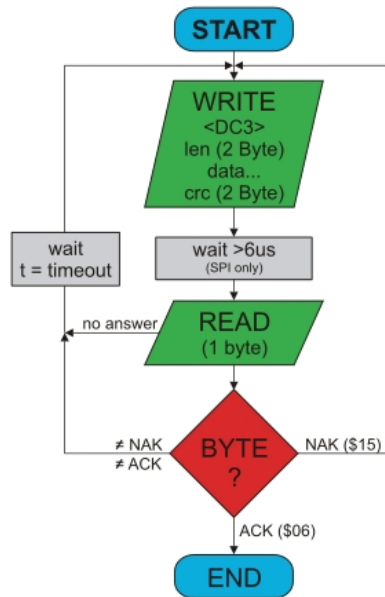 START
WRITE
<DC3>
len (2 Byte)
data...
crc (2 Byte)
wait
t = timeout
wait >6us
(SPI only)
no answer
READ
(1 byte)
≠ NAK
≠ ACK
BYTE
?
NAK ($15)
ACK ($06)
END